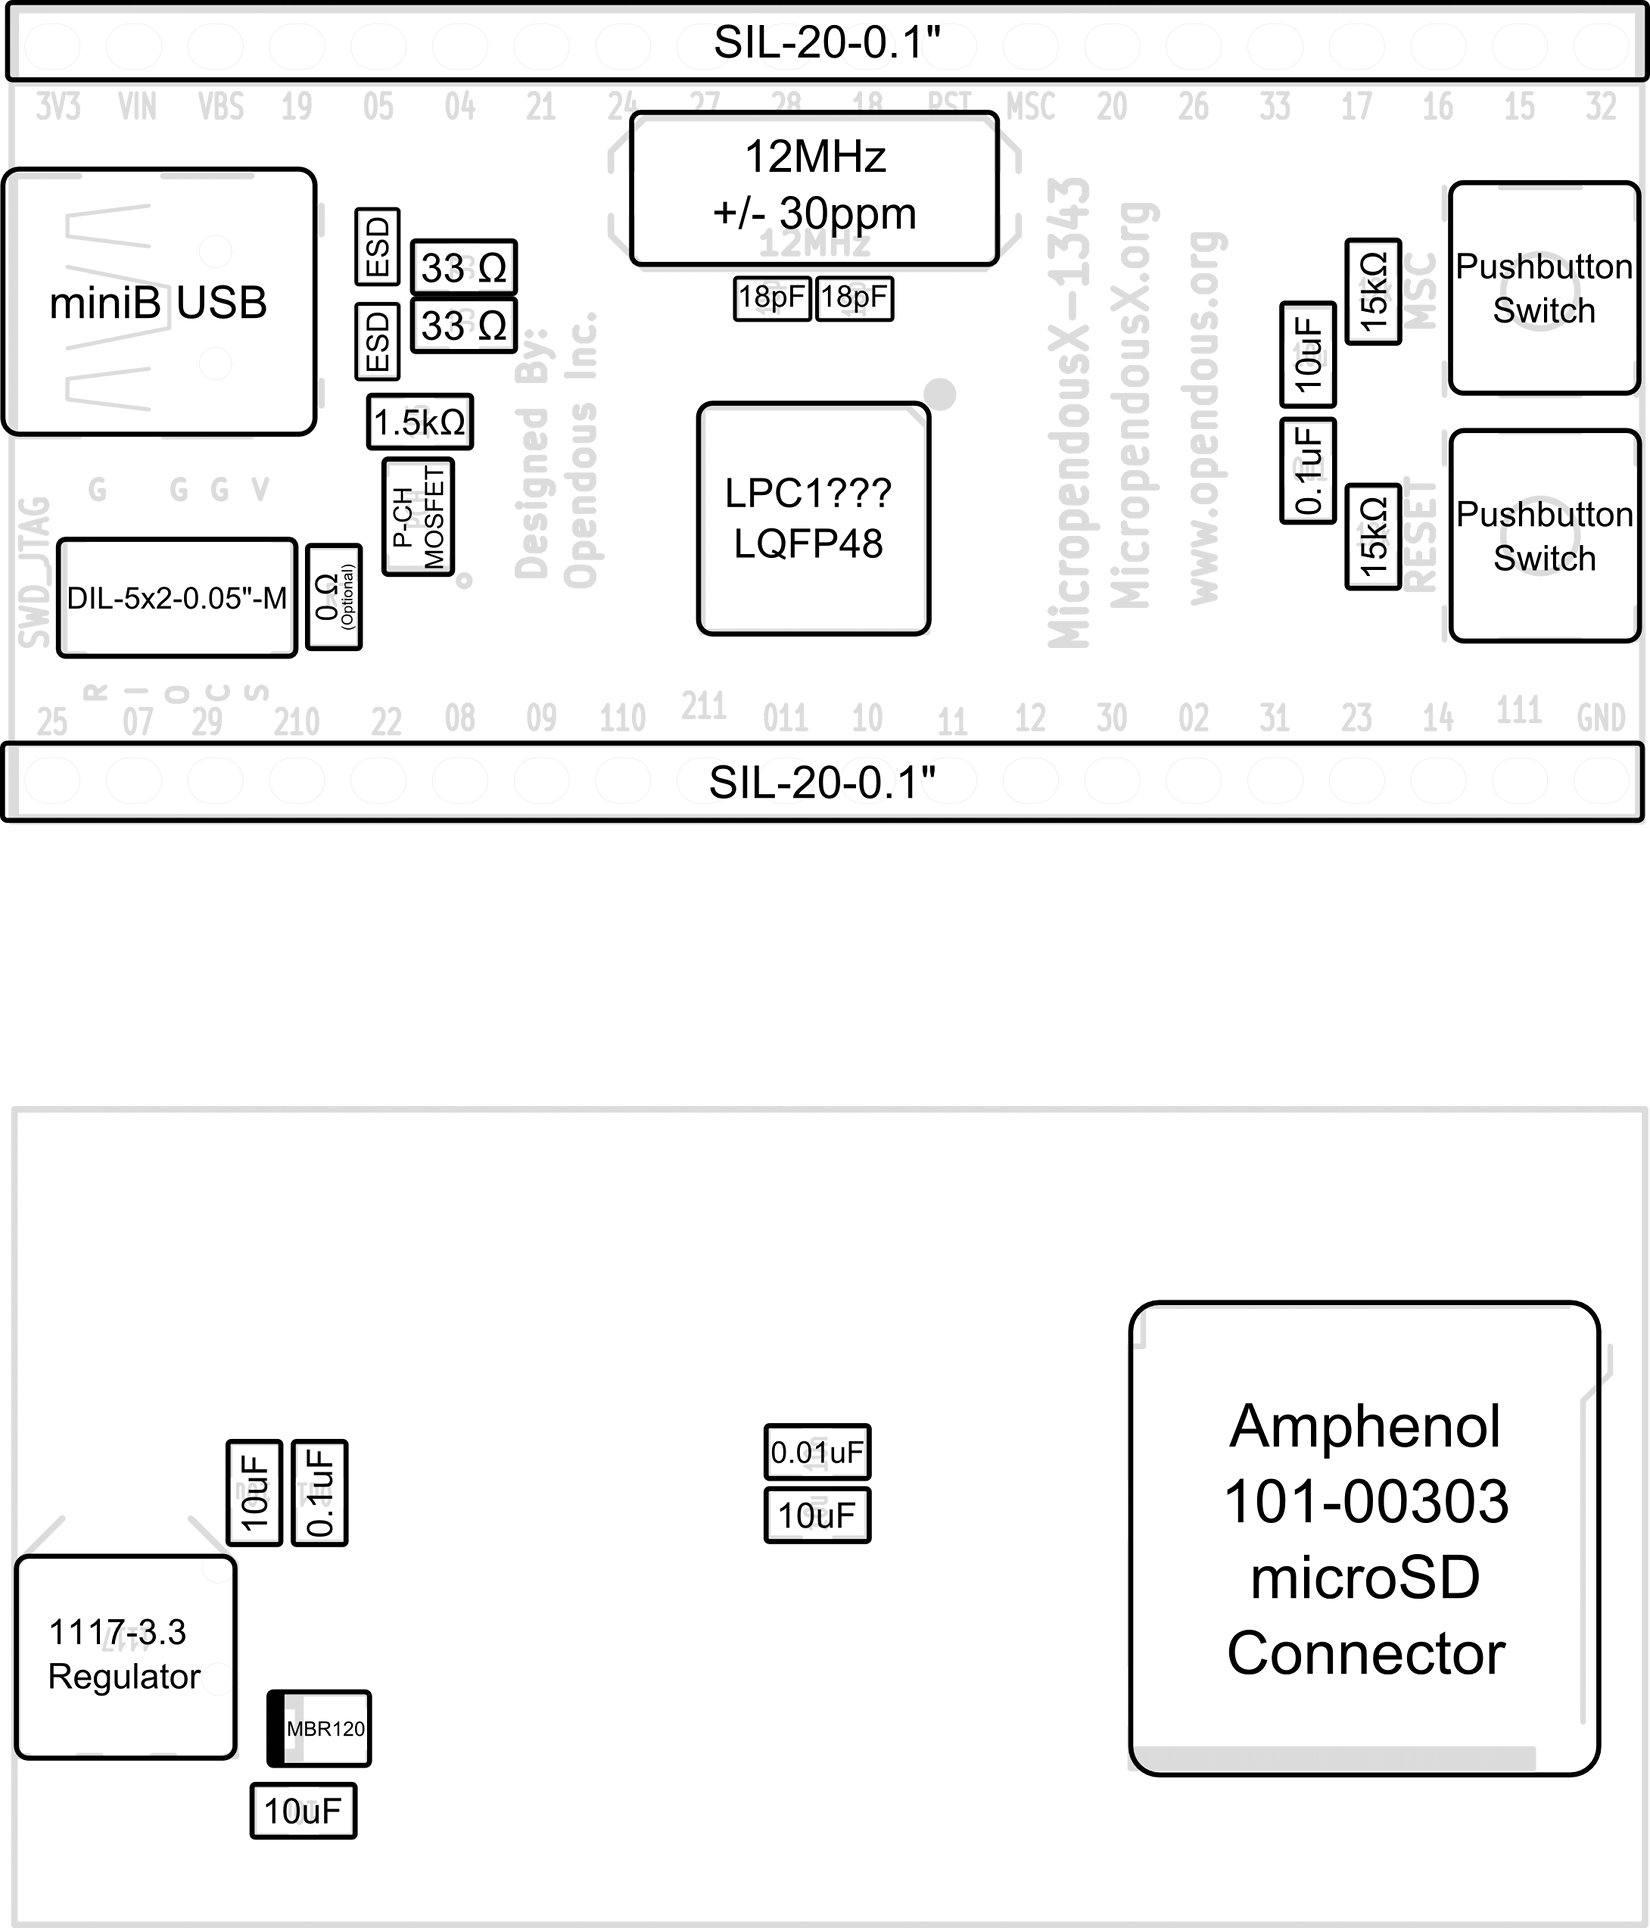 SIL-20-0.1"
3V3 VIN VBS 19 05 04 21 24 27 28 18 RST MSC 20 26 33 17 16 15 32
12MHz
+/- 30ppm
12MHz
miniB USB
ESD
33 Ω
ESD
33 Ω
1.5kΩ
P-CH
MOSFET
18pF 18pF
Designed By:
Opendous Inc.
LPC1???
LQFP48
MicropendousX-1343
MicropendousX.org
www.opendous.org
10uF
0.1uF
15kΩ
MSC
Pushbutton
Switch
15kΩ
RESET
Pushbutton
Switch
G G G V
SWD_JTAG
DIL-5x2-0.05"-M
0 Ω
(Optional)
R I O C S
25 07 29 210 22 08 09 110 211 011 10 11 12 30 02 31 23 14 111 GND
SIL-20-0.1"
10uF
0.1uF
0.01uF
10uF
1117-3.3
Regulator
1117
MBR120
10uF
Amphenol
101-00303
microSD
Connector